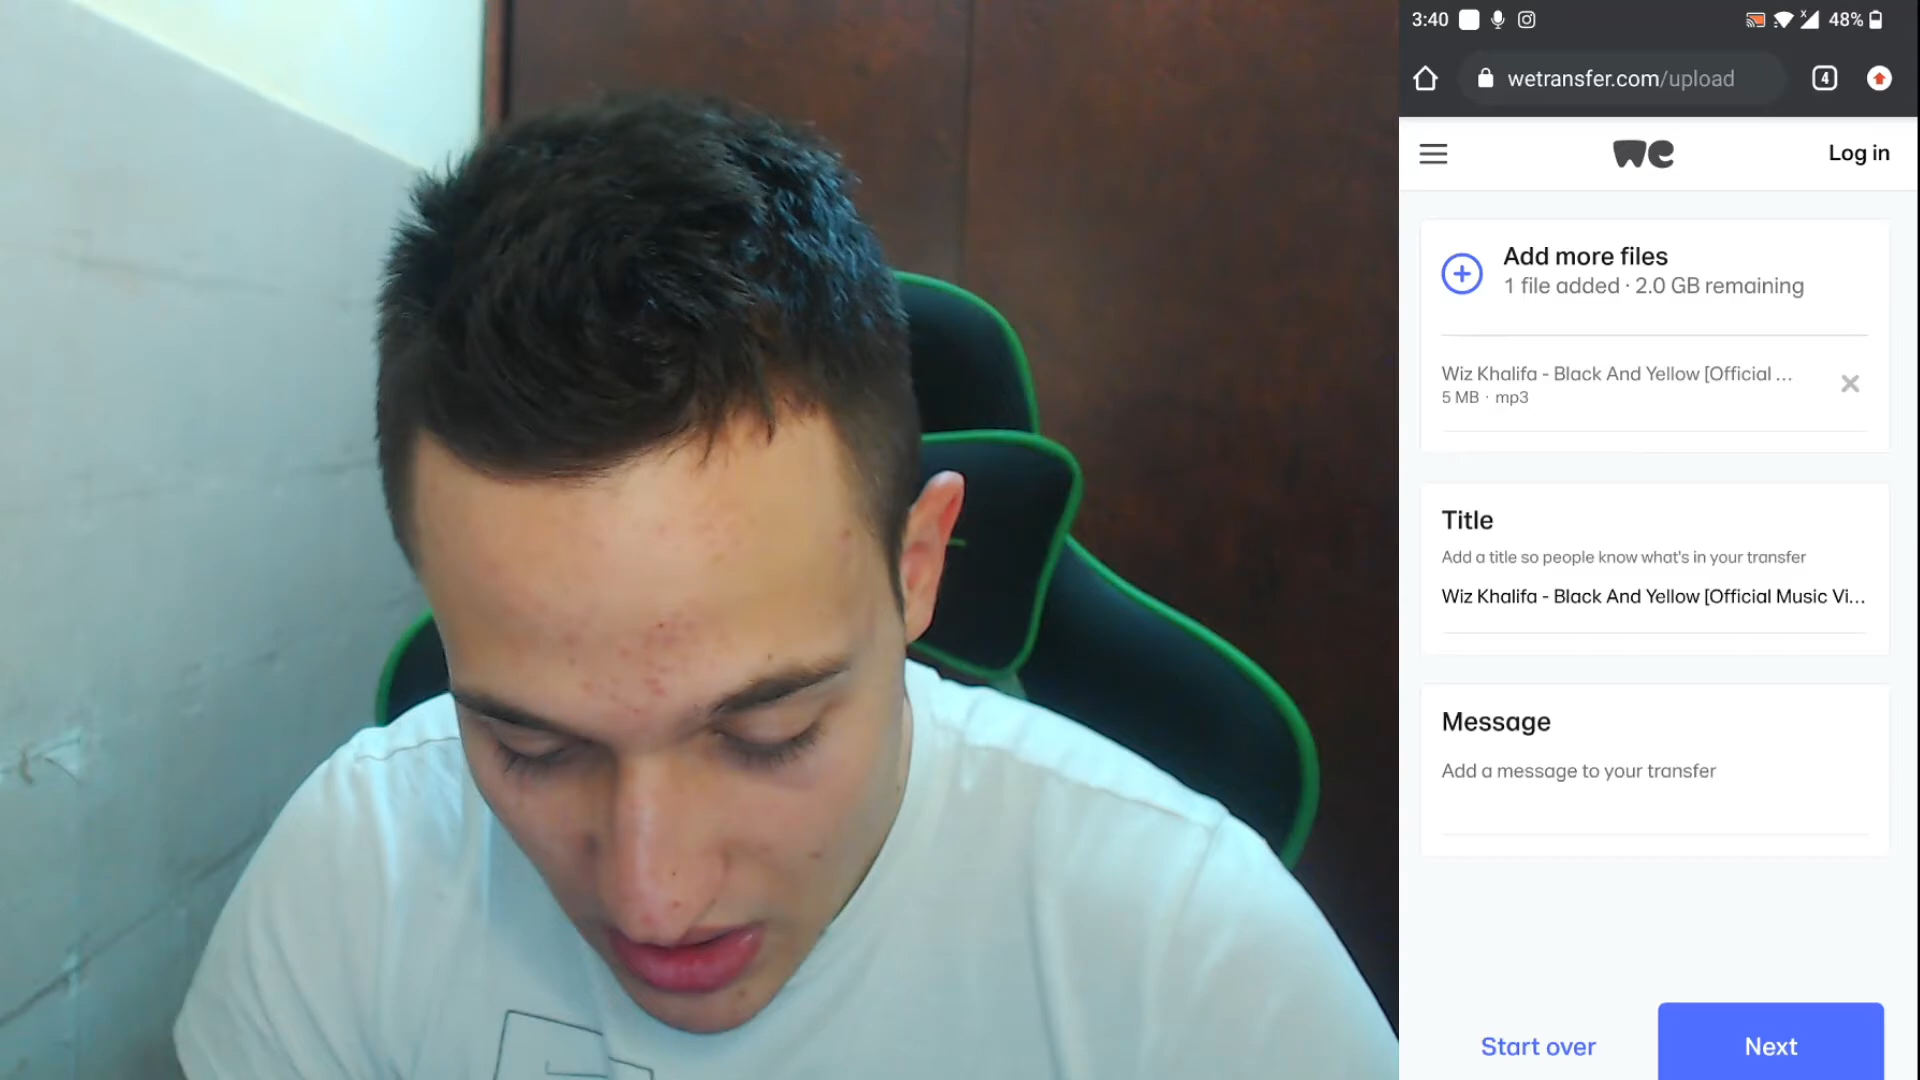 3:40
48%
wetransfer.com/upload
4
we
Log in
Add more files
1 file added · 2.0 GB remaining
Wiz Khalifa - Black And Yellow [Official ...
5 MB · mp3
Title
Add a title so people know what's in your transfer
Wiz Khalifa - Black And Yellow [Official Music Vi...
Message
Add a message to your transfer
Start over
Next